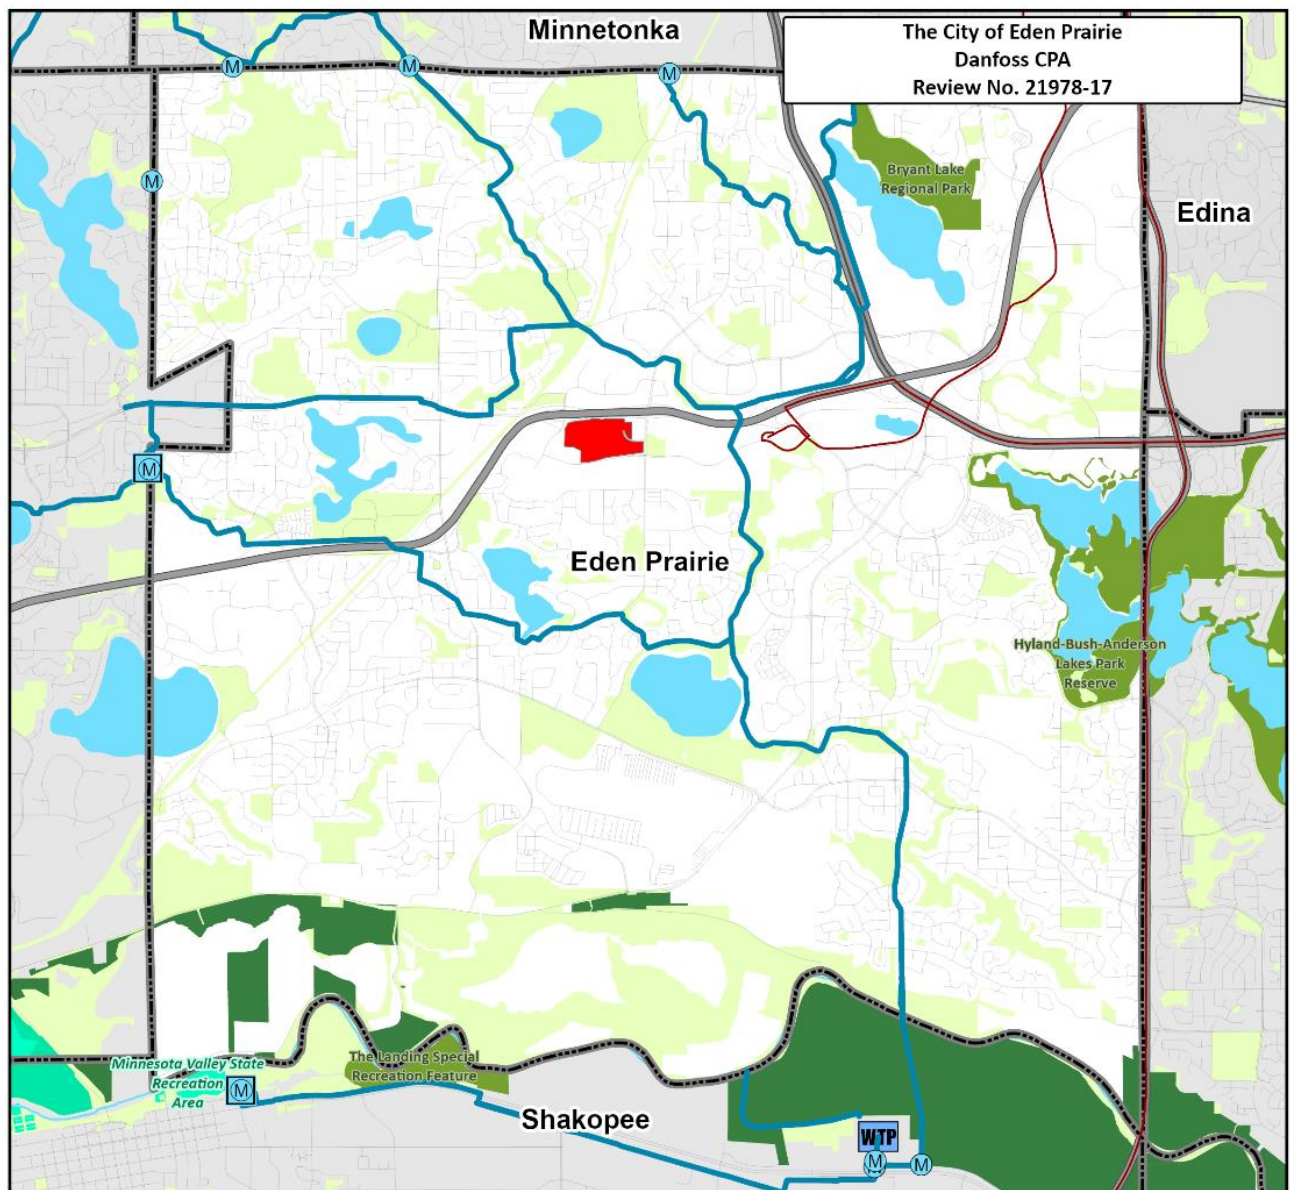 Minnetonka
The City of Eden Prairie
Danfoss CPA
Review No. 21978-17
M
M
M
Bryant Lake
Regional Park
M
Edina
M
Eden Prairie
Hyland-Bush-Anderson
Lakes Park
Reserve
Minnesota Valley State
Recreation
Area
The Landing Special
Recreation Feature
M
Shakopee
WTP
M
M